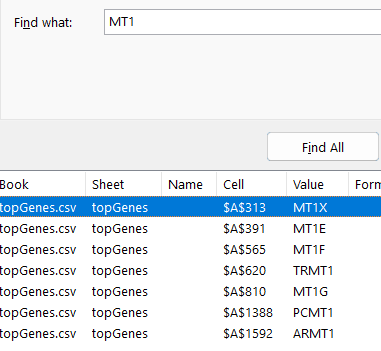 Find what: MT1
Find All
Book Sheet Name Cell Value Form
topGenes.csv topGenes $A$313 MT1X
topGenes.csv topGenes $A$391 MT1E
topGenes.csv topGenes $A$565 MT1F
topGenes.csv topGenes $A$620 TRMT1
topGenes.csv topGenes $A$810 MT1G
topGenes.csv topGenes $A$1388 PCMT1
topGenes.csv topGenes $A$1592 ARMT1